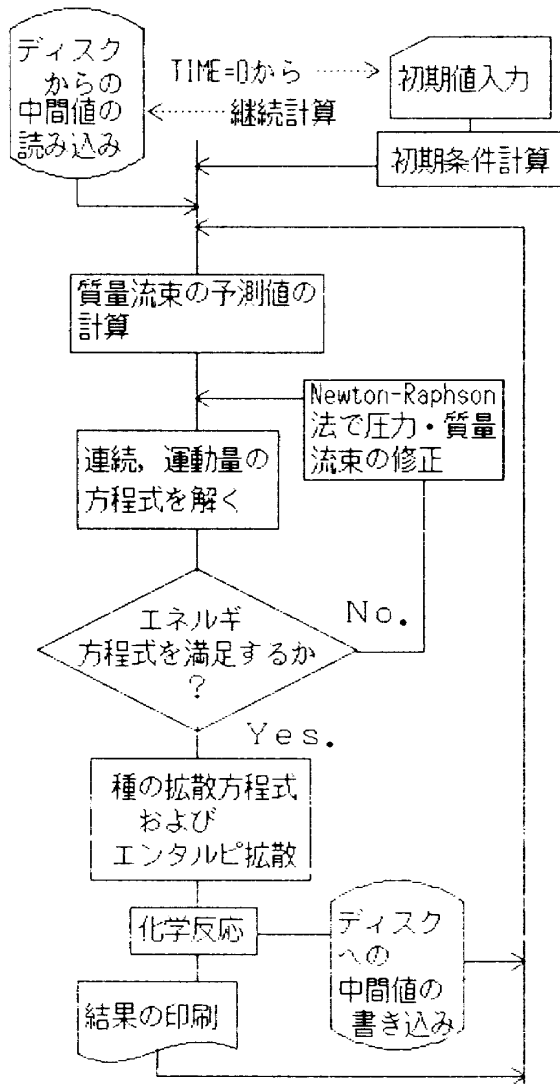 ディスク
からの
中間値の
読み込み
TIME=0から
継続計算
初期値入力
初期条件計算
質量流束の予測値の
計算
Newton-Raphson
法で圧力・質量
流束の修正
連続，運動量の
方程式を解く
エネルギ
方程式を満足するか
？
No.
Yes.
種の拡散方程式
および
エンタルピ拡散
化学反応
ディスク
への
中間値の
書き込み
結果の印刷